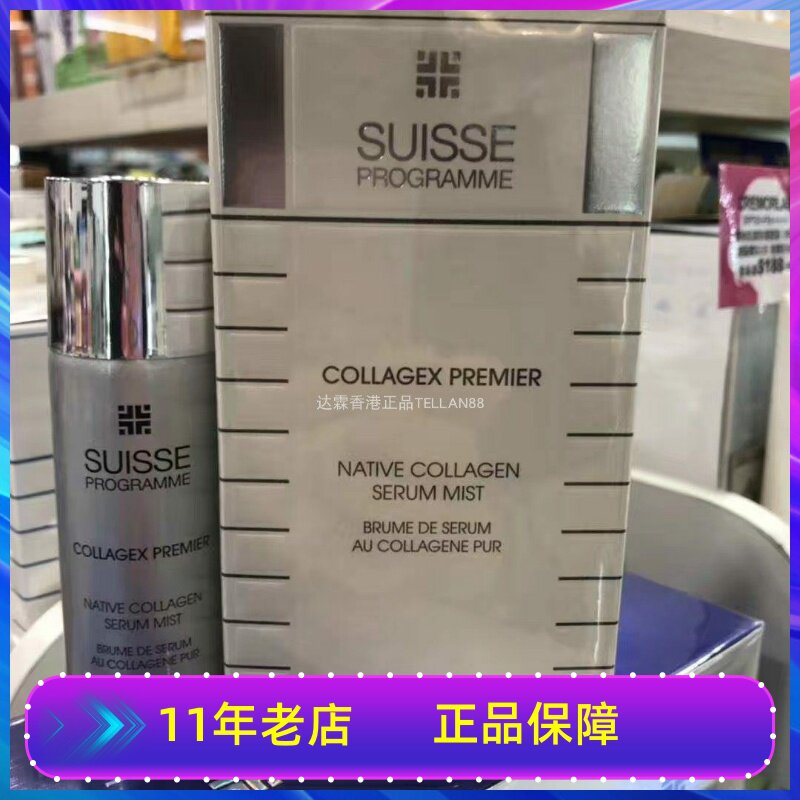 SUISSE
PROGRAMME
COLLAGEX PREMIER
达霖香港正品TELLAN88
NATIVE COLLAGEN
SERUM MIST
BRUME DE SERUM
AU COLLAGENE PUR
SUISSE
PROGRAMME
COLLAGEX PREMIER
NATIVE COLLAGEN
SERUM MIST
BRUME DE SERUM
AU COLLAGENE PUR
11年老店 正品保障